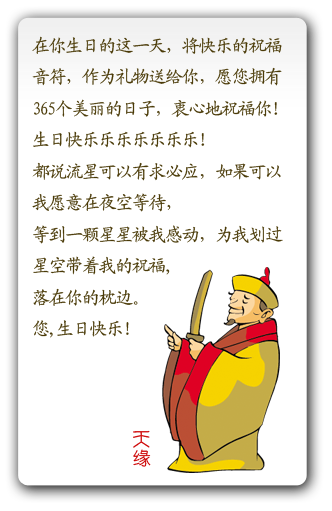 在你生日的这一天，将快乐的祝福
音符，作为礼物送给你，愿您拥有
365个美丽的日子，衷心地祝福你！
生日快乐乐乐乐乐乐乐！
都说流星可以有求必应，如果可以
我愿意在夜空等待，
等到一颗星星被我感动，为我划过
星空带着我的祝福，
落在你的枕边。
您，生日快乐！
天缘